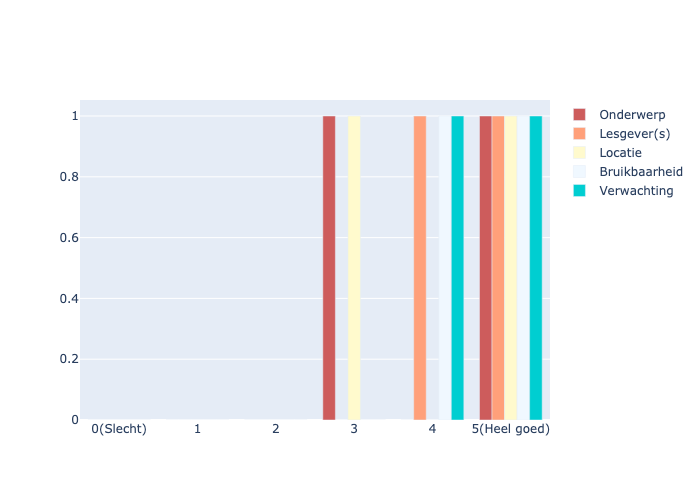 1
0.8
0.6
0.4
0.2
0
0(Slecht) 1 2 3 4 5(Heel goed)
Onderwerp
Lesgever(s)
Locatie
Bruikbaarheid
Verwachting